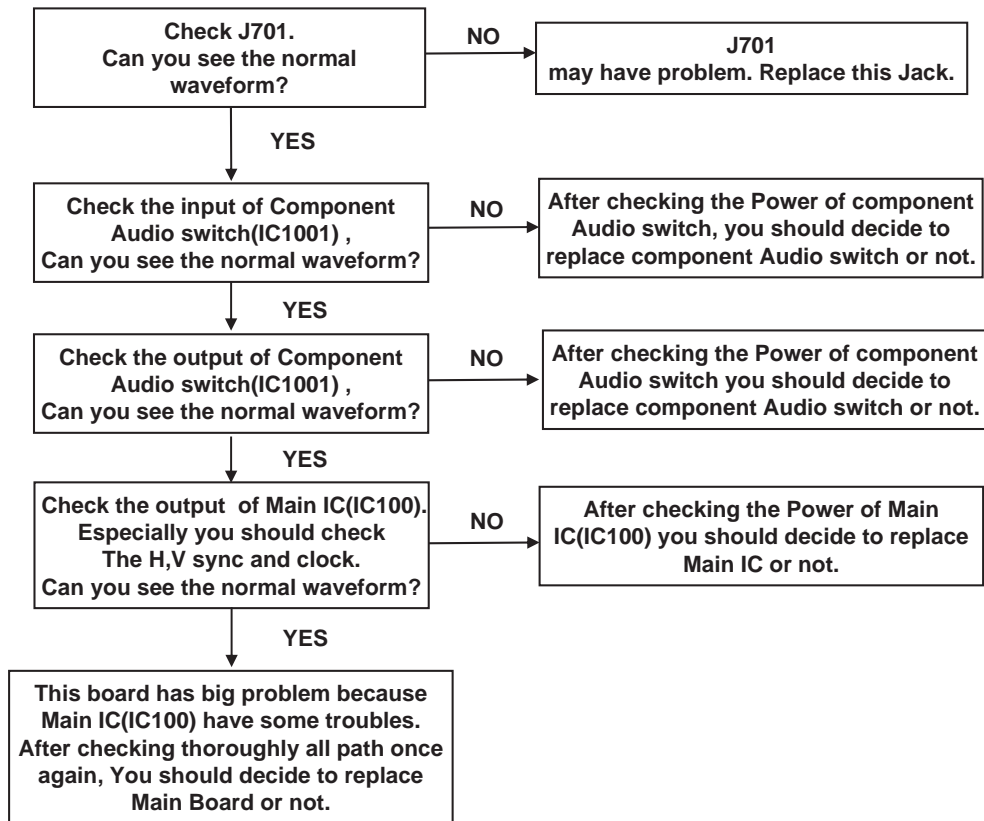 Check J701.
Can you see the normal
waveform?
NO
J701
may have problem. Replace this Jack.
YES
Check the input of Component
Audio switch(IC1001) ,
Can you see the normal waveform?
NO
After checking the Power of component
Audio switch, you should decide to
replace component Audio switch or not.
YES
Check the output of Component
Audio switch(IC1001) ,
Can you see the normal waveform?
NO
After checking the Power of component
Audio switch you should decide to
replace component Audio switch or not.
YES
Check the output  of Main IC(IC100).
Especially you should check
The H,V sync and clock.
Can you see the normal waveform?
NO
After checking the Power of Main
IC(IC100) you should decide to replace
Main IC or not.
YES
This board has big problem because
Main IC(IC100) have some troubles.
After checking thoroughly all path once
again, You should decide to replace
Main Board or not.